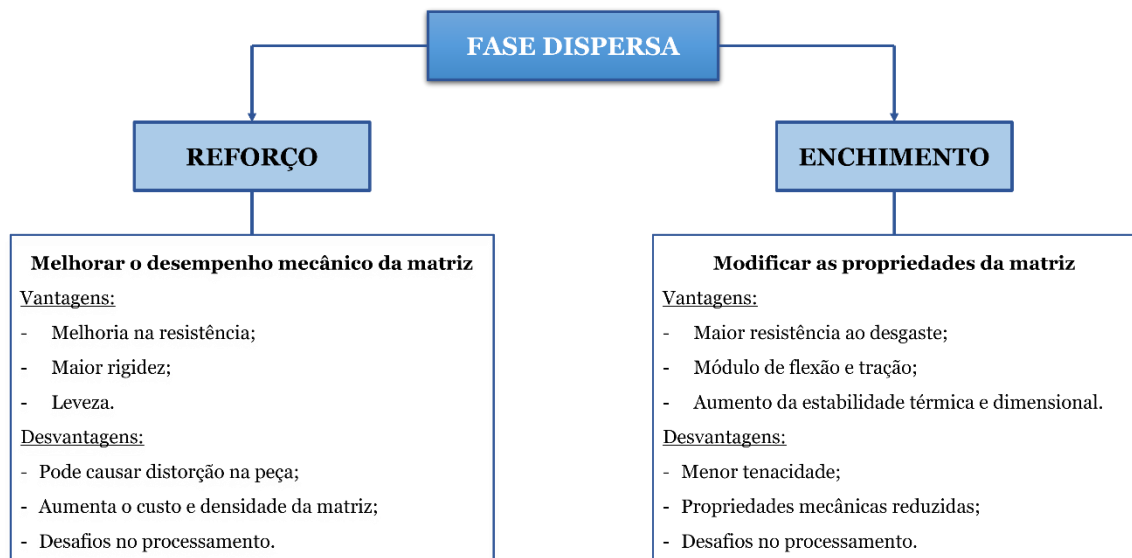 FASE DISPERSA
REFORÇO
Melhorar o desempenho mecânico da matriz
Vantagens:
- Melhoria na resistência;
- Maior rigidez;
- Leveza.
Desvantagens:
- Pode causar distorção na peça;
- Aumenta o custo e densidade da matriz;
- Desafios no processamento.
ENCHIMENTO
Modificar as propriedades da matriz
Vantagens:
- Maior resistência ao desgaste;
- Módulo de flexão e tração;
- Aumento da estabilidade térmica e dimensional.
Desvantagens:
- Menor tenacidade;
- Propriedades mecânicas reduzidas;
- Desafios no processamento.